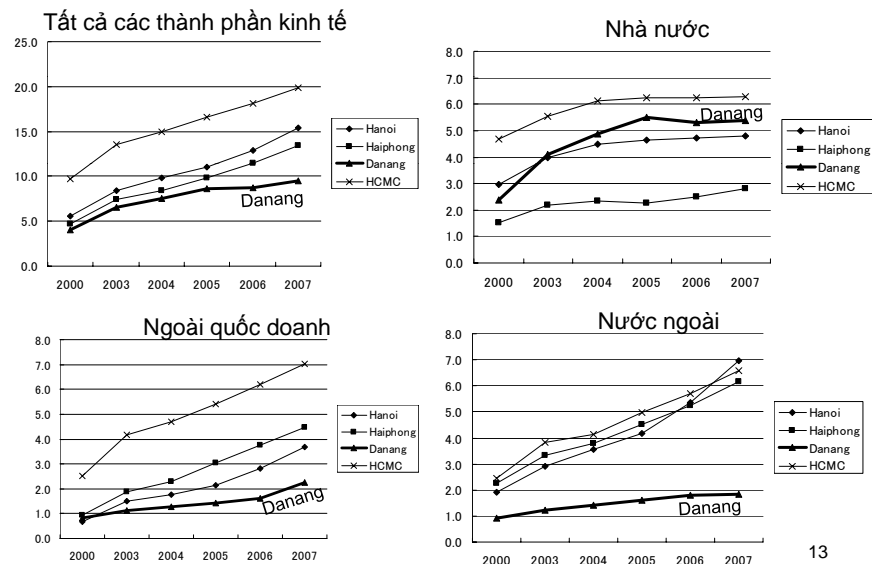 Tất cả các thành phần kinh tế
25.0
20.0
15.0
10.0
5.0
0.0
2000 2003 2004 2005 2006 2007
Danang
Hanoi
Haiphong
Danang
HCMC
Nhà nước
8.0
7.0
6.0
5.0
4.0
3.0
2.0
1.0
0.0
2000 2003 2004 2005 2006 2007
Danang
Hanoi
Haiphong
Danang
HCMC
Ngoài quốc doanh
8.0
7.0
6.0
5.0
4.0
3.0
2.0
1.0
0.0
2000 2003 2004 2005 2006 2007
Danang
Hanoi
Haiphong
Danang
HCMC
Nước ngoài
8.0
7.0
6.0
5.0
4.0
3.0
2.0
1.0
0.0
2000 2003 2004 2005 2006 2007
Danang
Hanoi
Haiphong
Danang
HCMC
13